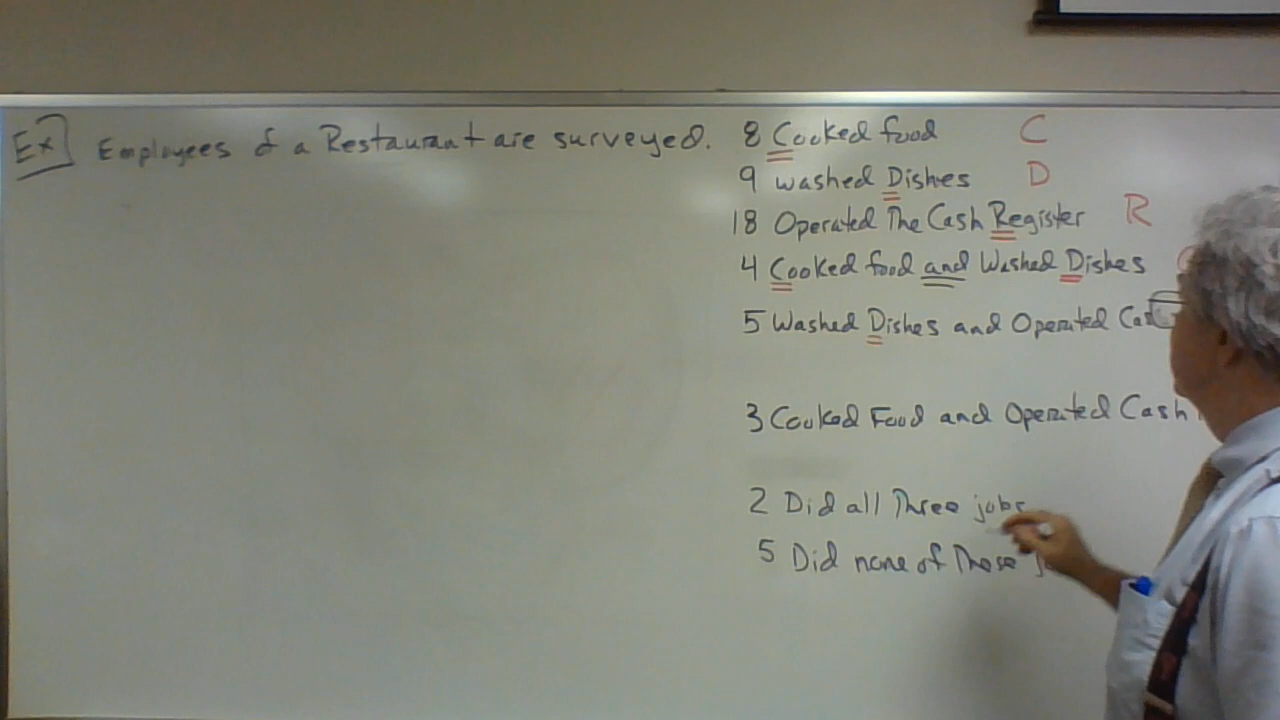 Ex Employees of a Restaurant are surveyed. 8 Cooked food C
9 washed Dishes D
18 Operated The Cash Register R
4 Cooked food and Washed Dishes
5 Washed Dishes and Operated
3 Cooked Food and Operated Cash
2 Did all Three jobs
5 Did none of These